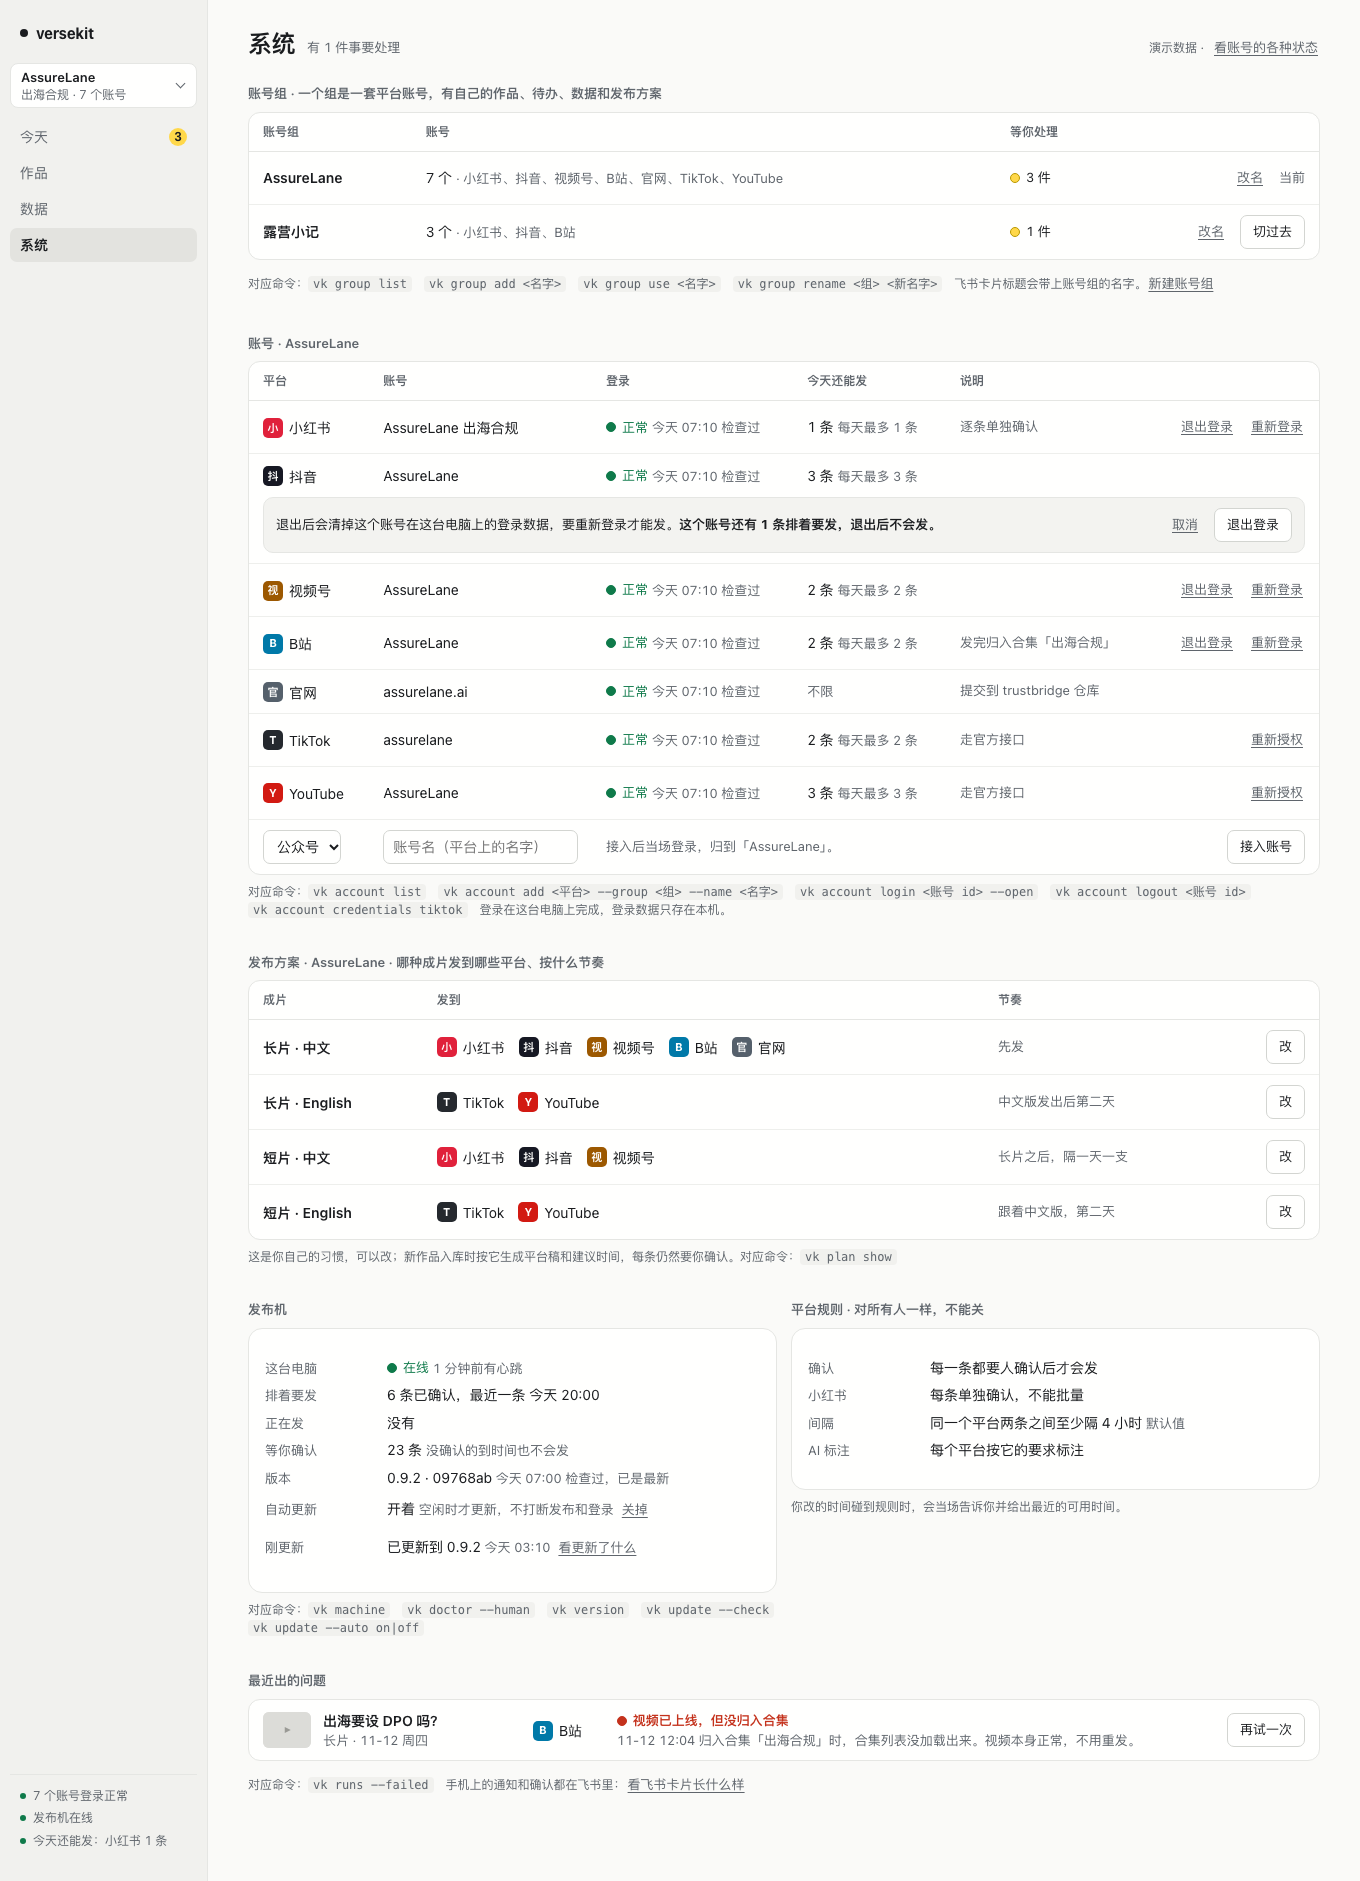 versekit
AssureLane
出海合规 · 7 个账号
今天 3
作品
数据
系统
系统 有 1 件事要处理 演示数据 · 看账号的各种状态
账号组 · 一个组是一套平台账号，有自己的作品、待办、数据和发布方案
账号组 账号 等你处理
AssureLane 7 个 · 小红书、抖音、视频号、B站、官网、TikTok、YouTube 3 件 改名 当前
露营小记 3 个 · 小红书、抖音、B站 1 件 改名 切过去
对应命令： vk group list vk group add <名字> vk group use <名字> vk group rename <组> <新名字> 飞书卡片标题会带上账号组的名字。 新建账号组
账号 · AssureLane
平台 账号 登录 今天还能发 说明
小 小红书 AssureLane 出海合规 正常 今天 07:10 检查过 1 条 每天最多 1 条 逐条单独确认 退出登录 重新登录
抖 抖音 AssureLane 正常 今天 07:10 检查过 3 条 每天最多 3 条
退出后会清掉这个账号在这台电脑上的登录数据，要重新登录才能发。这个账号还有 1 条排着要发，退出后不会发。 取消 退出登录
视 视频号 AssureLane 正常 今天 07:10 检查过 2 条 每天最多 2 条 退出登录 重新登录
B B站 AssureLane 正常 今天 07:10 检查过 2 条 每天最多 2 条 发完归入合集「出海合规」 退出登录 重新登录
官 官网 assurelane.ai 正常 今天 07:10 检查过 不限 提交到 trustbridge 仓库
T TikTok assurelane 正常 今天 07:10 检查过 2 条 每天最多 2 条 走官方接口 重新授权
Y YouTube AssureLane 正常 今天 07:10 检查过 3 条 每天最多 3 条 走官方接口 重新授权
公众号 账号名（平台上的名字） 接入后当场登录，归到「AssureLane」。 接入账号
对应命令： vk account list vk account add <平台> --group <组> --name <名字> vk account login <账号 id> --open vk account logout <账号 id>
vk account credentials tiktok 登录在这台电脑上完成，登录数据只存在本机。
发布方案 · AssureLane · 哪种成片发到哪些平台、按什么节奏
成片 发到 节奏
长片 · 中文 小 小红书 抖 抖音 视 视频号 B B站 官 官网 先发 改
长片 · English T TikTok Y YouTube 中文版发出后第二天 改
短片 · 中文 小 小红书 抖 抖音 视 视频号 长片之后，隔一天一支 改
短片 · English T TikTok Y YouTube 跟着中文版，第二天 改
这是你自己的习惯，可以改；新作品入库时按它生成平台稿和建议时间，每条仍然要你确认。对应命令： vk plan show
发布机
这台电脑 在线 1 分钟前有心跳
排着要发 6 条已确认，最近一条 今天 20:00
正在发 没有
等你确认 23 条 没确认的到时间也不会发
版本 0.9.2 · 09768ab 今天 07:00 检查过，已是最新
自动更新 开着 空闲时才更新，不打断发布和登录 关掉
刚更新 已更新到 0.9.2 今天 03:10 看更新了什么
对应命令： vk machine vk doctor --human vk version vk update --check
vk update --auto on|off
平台规则 · 对所有人一样，不能关
确认 每一条都要人确认后才会发
小红书 每条单独确认，不能批量
间隔 同一个平台两条之间至少隔 4 小时 默认值
AI 标注 每个平台按它的要求标注
你改的时间碰到规则时，会当场告诉你并给出最近的可用时间。
最近出的问题
出海要设 DPO 吗？
长片 · 11-12 周四
B B站
视频已上线，但没归入合集
11-12 12:04 归入合集「出海合规」时，合集列表没加载出来。视频本身正常，不用重发。
再试一次
对应命令： vk runs --failed 手机上的通知和确认都在飞书里： 看飞书卡片长什么样
7 个账号登录正常
发布机在线
今天还能发：小红书 1 条